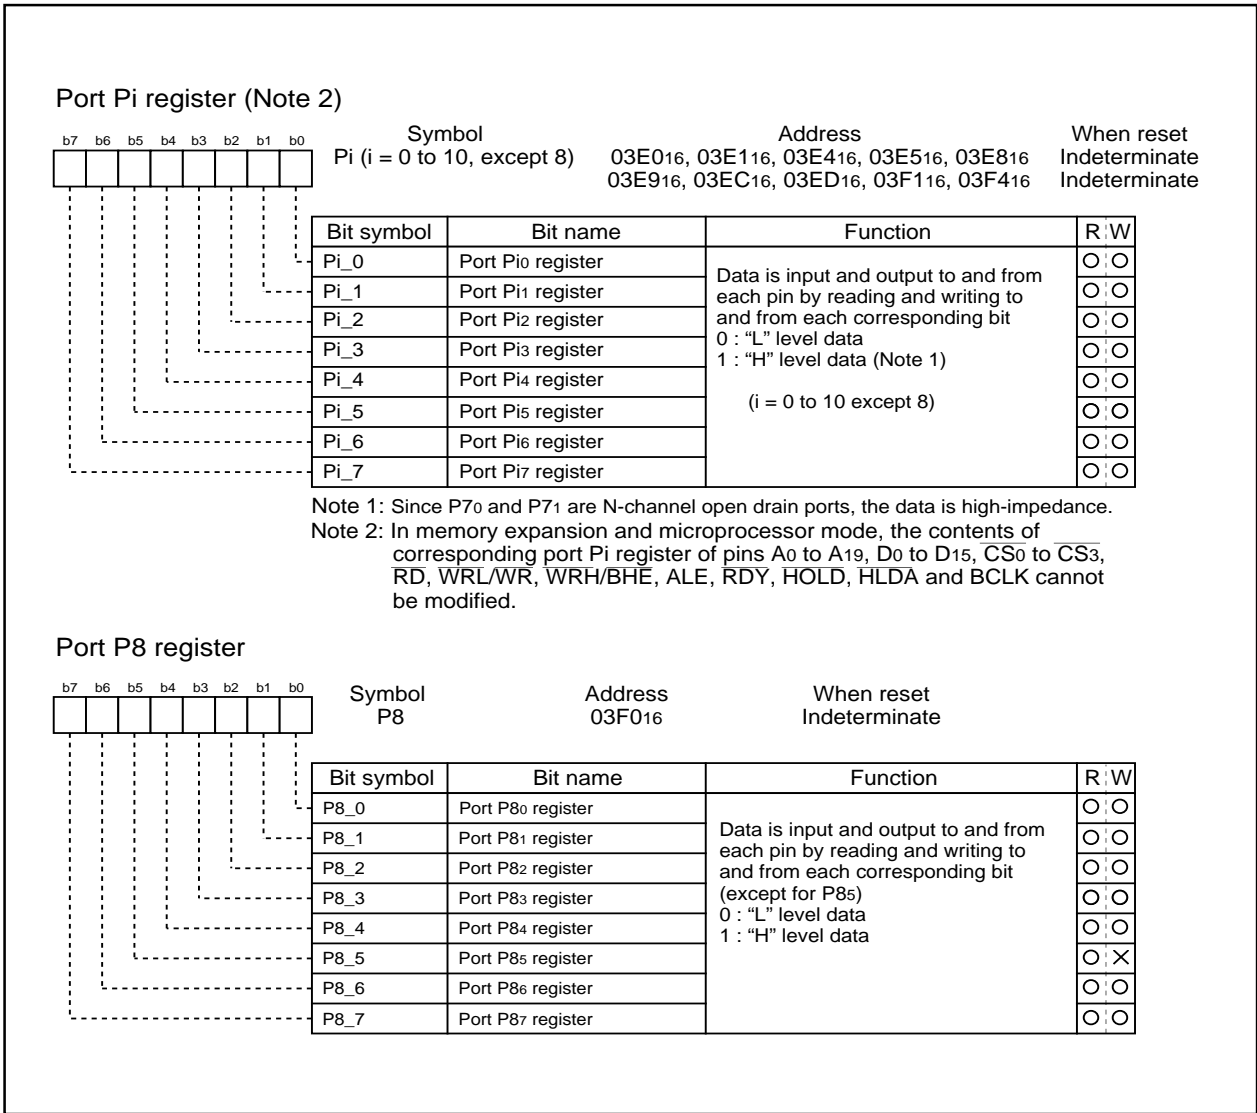 Port Pi register (Note 2)
b7 b6 b5 b4 b3 b2 b1 b0
Symbol Address When reset
Pi (i = 0 to 10, except 8) 03E016, 03E116, 03E416, 03E516, 03E816 Indeterminate
03E916, 03EC16, 03ED16, 03F116, 03F416 Indeterminate
Bit symbol Bit name Function R W
Pi_0 Port Pi0 register
Pi_1 Port Pi1 register
Pi_2 Port Pi2 register
Pi_3 Port Pi3 register
Pi_4 Port Pi4 register
Pi_5 Port Pi5 register
Pi_6 Port Pi6 register
Pi_7 Port Pi7 register
Data is input and output to and from
each pin by reading and writing to
and from each corresponding bit
0 : “L” level data
1 : “H” level data (Note 1)
(i = 0 to 10 except 8)
Note 1: Since P70 and P71 are N-channel open drain ports, the data is high-impedance.
Note 2: In memory expansion and microprocessor mode, the contents of
corresponding port Pi register of pins A0 to A19, D0 to D15, CS0 to CS3,
RD, WRL/WR, WRH/BHE, ALE, RDY, HOLD, HLDA and BCLK cannot
be modified.
Port P8 register
b7 b6 b5 b4 b3 b2 b1 b0
Symbol Address When reset
P8 03F016 Indeterminate
Bit symbol Bit name Function R W
P8_0 Port P80 register
P8_1 Port P81 register
P8_2 Port P82 register
P8_3 Port P83 register
P8_4 Port P84 register
P8_5 Port P85 register
P8_6 Port P86 register
P8_7 Port P87 register
Data is input and output to and from
each pin by reading and writing to
and from each corresponding bit
(except for P85)
0 : “L” level data
1 : “H” level data